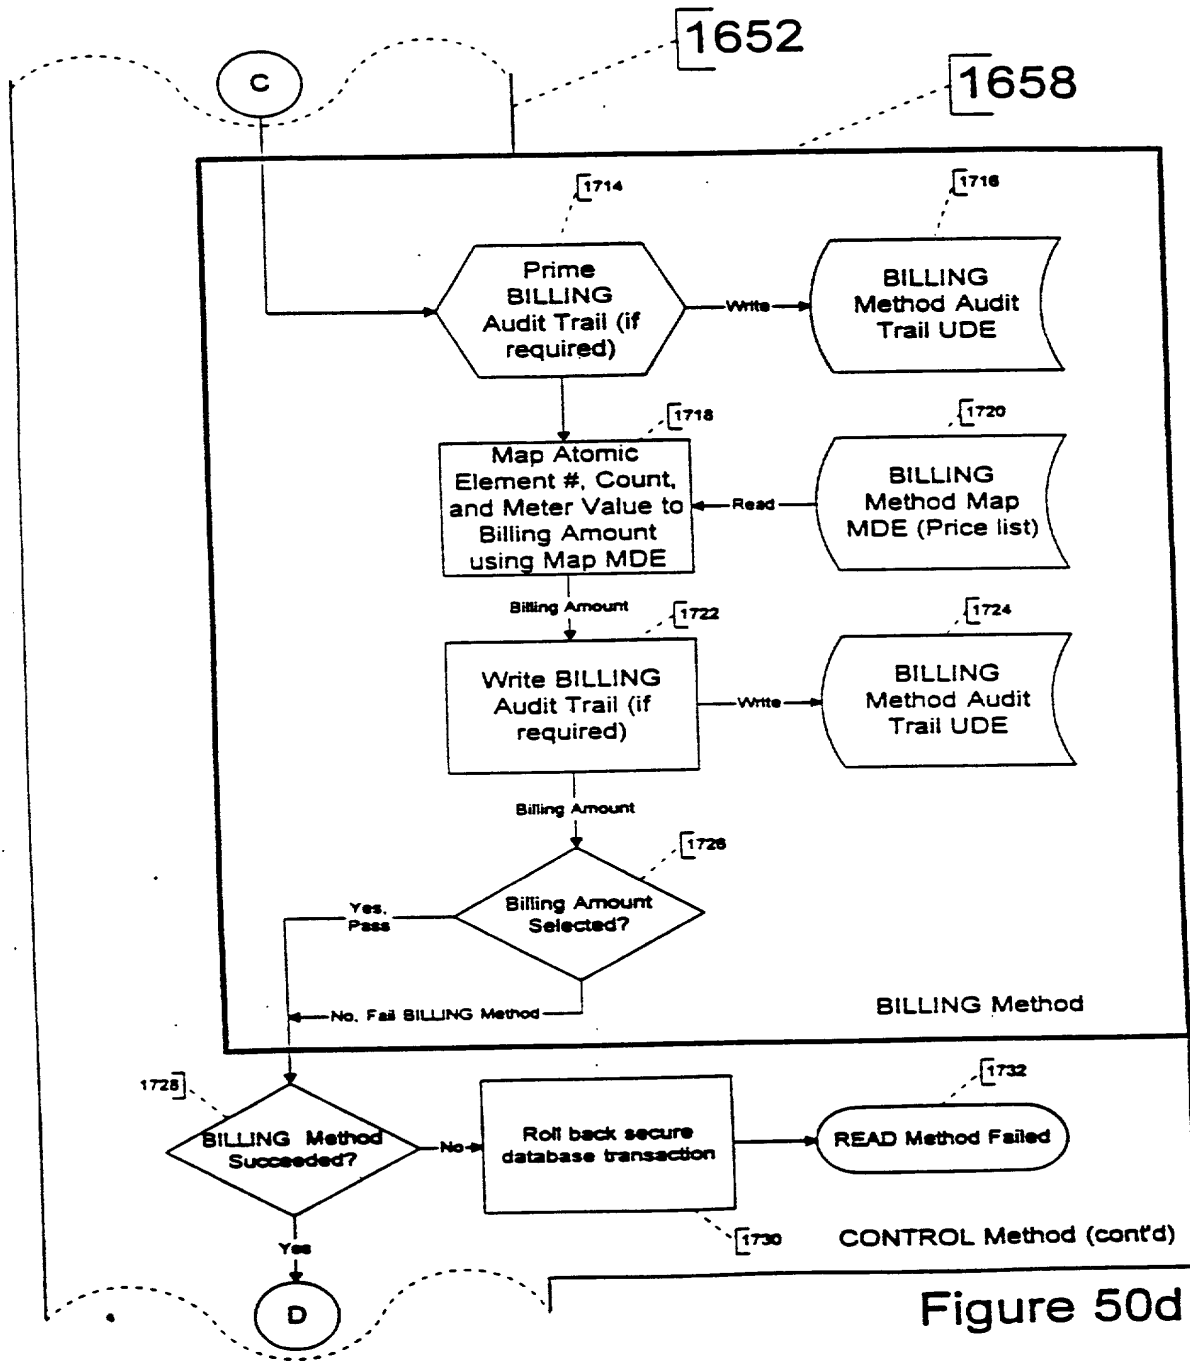 1652
C
1658
1714
1716
Prime
BILLING
Audit Trail (if
required)
Write
BILLING
Method Audit
Trail UDE
1718
1720
Map Atomic
Element #, Count,
and Meter Value to
Billing Amount
using Map MDE
Read
BILLING
Method Map
MDE (Price list)
Billing Amount
1722
1724
Write BILLING
Audit Trail (if
required)
Write
BILLING
Method Audit
Trail UDE
Billing Amount
1726
Billing Amount
Selected?
Yes,
Pass
No, Fail BILLING Method
BILLING Method
1728
BILLING Method
Succeeded?
No
Roll back secure
database transaction
1732
READ Method Failed
1730
Yes
CONTROL Method (cont'd)
D
Figure 50d